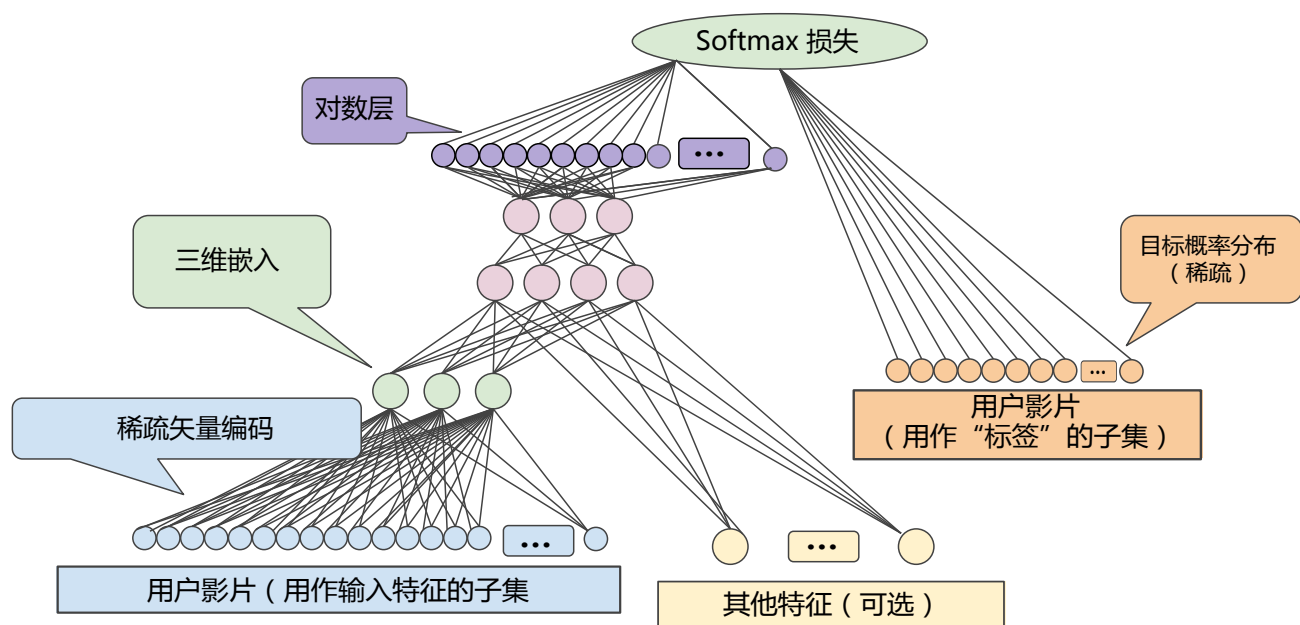 Softmax 损失
对数层
•••
三维嵌入
目标概率分布
（稀疏）
•••
用户影片
（用作“标签”的子集）
稀疏矢量编码
•••
•••
用户影片（用作输入特征的子集
其他特征（可选）